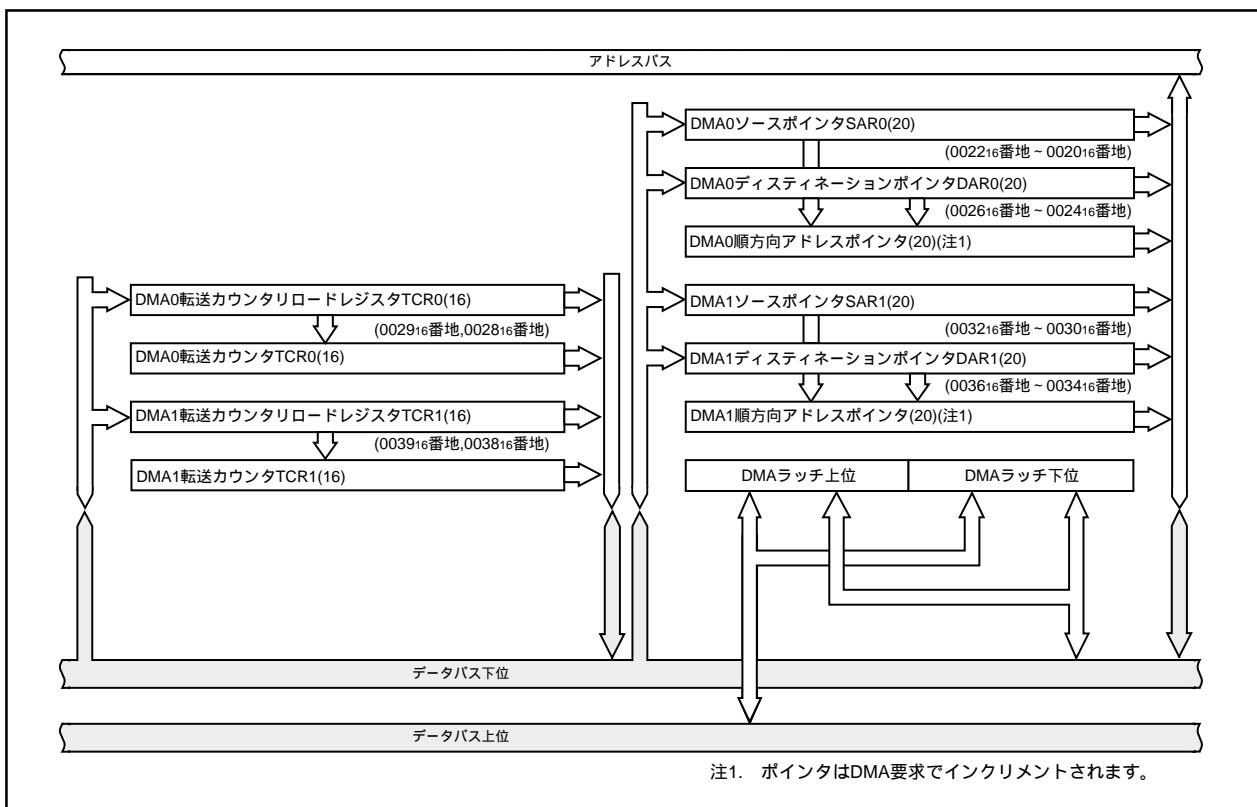 アドレスバス
DMA0ソースポインタSAR0(20)
(002216番地 ~ 002016番地)
DMA0ディスティネーションポインタDAR0(20)
(002616番地 ~ 002416番地)
DMA0順方向アドレスポインタ(20)(注1)
DMA0転送カウンタリロードレジスタTCR0(16)
(002916番地,002816番地)
DMA0転送カウンタTCR0(16)
DMA1転送カウンタリロードレジスタTCR1(16)
(003916番地,003816番地)
DMA1転送カウンタTCR1(16)
DMA1ソースポインタSAR1(20)
(003216番地 ~ 003016番地)
DMA1ディスティネーションポインタDAR1(20)
(003616番地 ~ 003416番地)
DMA1順方向アドレスポインタ(20)(注1)
DMAラッチ上位 DMAラッチ下位
データバス下位
データバス上位
注1. ポインタはDMA要求でインクリメントされます。